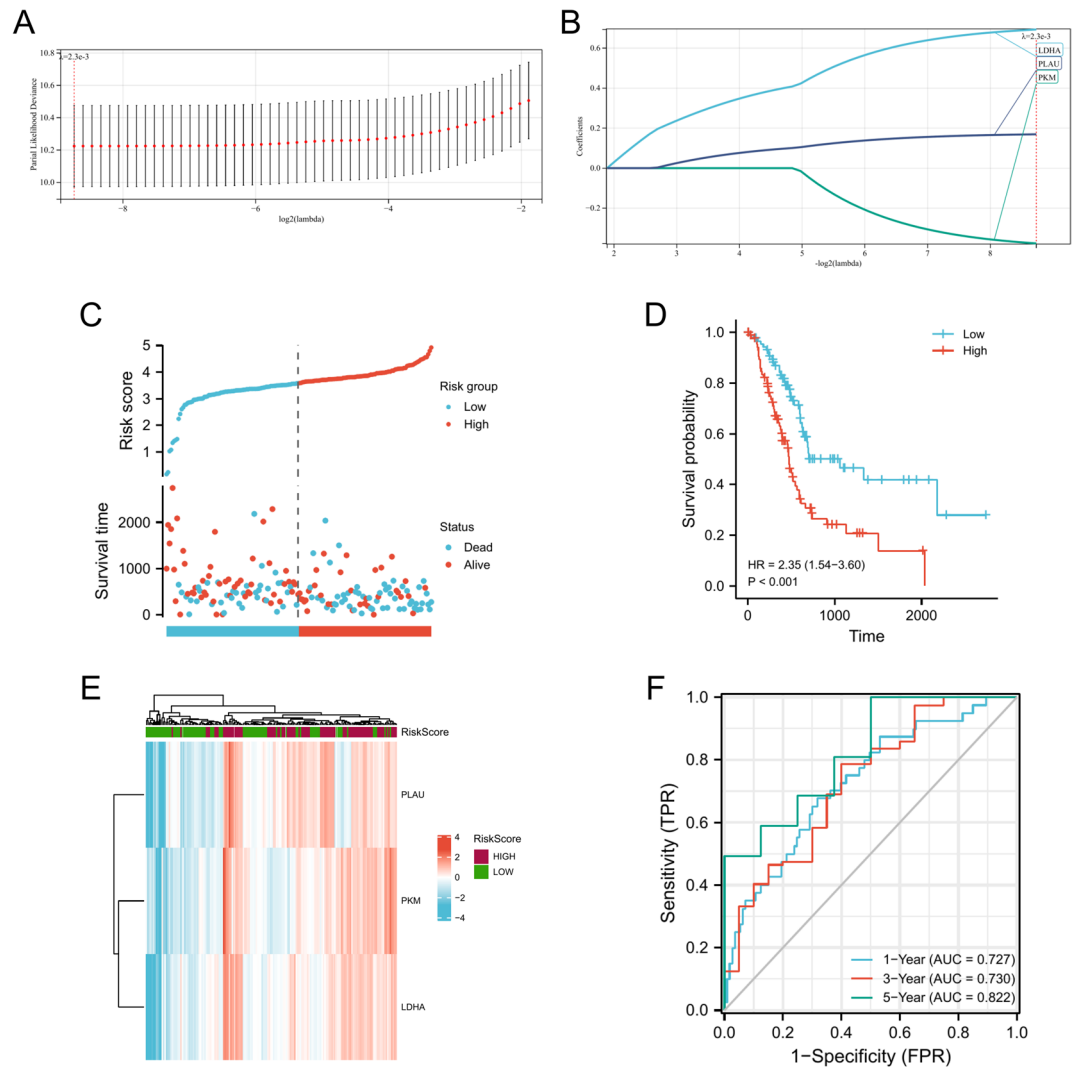 A
10.8
10.6
10.4
10.2
10.0
Parial Likelihood Deviance
λ=2.3e-3
−8
−6
−4
−2
log2(lambda)
B
0.6
0.4
0.2
0.0
−0.2
Coefficients
λ=2.3e-3
LDHA
PLAU
PKM
2
3
4
5
6
7
8
-log2(lambda)
C
5
4
3
2
1
Risk score
Risk group
Low
High
2000
1000
0
Survival time
Status
Dead
Alive
D
1.0
0.8
0.6
0.4
0.2
0.0
Survival probability
Low
High
HR = 2.35 (1.54−3.60)
P < 0.001
0
1000
2000
Time
E
RiskScore
PLAU
PKM
LDHA
4
2
0
−2
−4
RiskScore
HIGH
LOW
F
1.0
0.8
0.6
0.4
0.2
0.0
Sensitivity (TPR)
1−Year (AUC = 0.727)
3−Year (AUC = 0.730)
5−Year (AUC = 0.822)
0.0
0.2
0.4
0.6
0.8
1.0
1−Specificity (FPR)